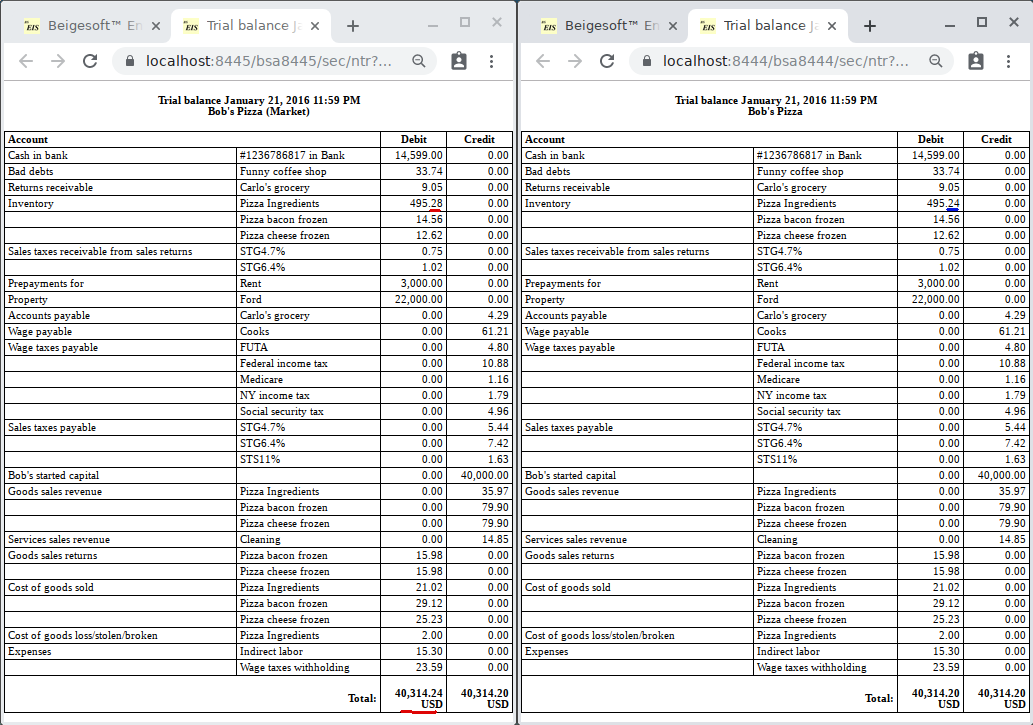 EIS Beigesoft™ En
EIS Trial balance Ja
localhost:8445/bsa8445/sec/ntr?...
Trial balance January 21, 2016 11:59 PM
Bob's Pizza (Market)
Account Debit Credit
Cash in bank #1236786817 in Bank 14,599.00 0.00
Bad debts Funny coffee shop 33.74 0.00
Returns receivable Carlo's grocery 9.05 0.00
Inventory Pizza Ingredients 495.28 0.00
Pizza bacon frozen 14.56 0.00
Pizza cheese frozen 12.62 0.00
Sales taxes receivable from sales returns STG4.7% 0.75 0.00
STG6.4% 1.02 0.00
Prepayments for Rent 3,000.00 0.00
Property Ford 22,000.00 0.00
Accounts payable Carlo's grocery 0.00 4.29
Wage payable Cooks 0.00 61.21
Wage taxes payable FUTA 0.00 4.80
Federal income tax 0.00 10.88
Medicare 0.00 1.16
NY income tax 0.00 1.79
Social security tax 0.00 4.96
Sales taxes payable STG4.7% 0.00 5.44
STG6.4% 0.00 7.42
STS11% 0.00 1.63
Bob's started capital 0.00 40,000.00
Goods sales revenue Pizza Ingredients 0.00 35.97
Pizza bacon frozen 0.00 79.90
Pizza cheese frozen 0.00 79.90
Services sales revenue Cleaning 0.00 14.85
Goods sales returns Pizza bacon frozen 15.98 0.00
Pizza cheese frozen 15.98 0.00
Cost of goods sold Pizza Ingredients 21.02 0.00
Pizza bacon frozen 29.12 0.00
Pizza cheese frozen 25.23 0.00
Cost of goods loss/stolen/broken Pizza Ingredients 2.00 0.00
Expenses Indirect labor 15.30 0.00
Wage taxes withholding 23.59 0.00
Total: 40,314.24 40,314.20
USD USD
EIS Beigesoft™ En
EIS Trial balance Ja
localhost:8444/bsa8444/sec/ntr?...
Trial balance January 21, 2016 11:59 PM
Bob's Pizza
Account Debit Credit
Cash in bank #1236786817 in Bank 14,599.00 0.00
Bad debts Funny coffee shop 33.74 0.00
Returns receivable Carlo's grocery 9.05 0.00
Inventory Pizza Ingredients 495.24 0.00
Pizza bacon frozen 14.56 0.00
Pizza cheese frozen 12.62 0.00
Sales taxes receivable from sales returns STG4.7% 0.75 0.00
STG6.4% 1.02 0.00
Prepayments for Rent 3,000.00 0.00
Property Ford 22,000.00 0.00
Accounts payable Carlo's grocery 0.00 4.29
Wage payable Cooks 0.00 61.21
Wage taxes payable FUTA 0.00 4.80
Federal income tax 0.00 10.88
Medicare 0.00 1.16
NY income tax 0.00 1.79
Social security tax 0.00 4.96
Sales taxes payable STG4.7% 0.00 5.44
STG6.4% 0.00 7.42
STS11% 0.00 1.63
Bob's started capital 0.00 40,000.00
Goods sales revenue Pizza Ingredients 0.00 35.97
Pizza bacon frozen 0.00 79.90
Pizza cheese frozen 0.00 79.90
Services sales revenue Cleaning 0.00 14.85
Goods sales returns Pizza bacon frozen 15.98 0.00
Pizza cheese frozen 15.98 0.00
Cost of goods sold Pizza Ingredients 21.02 0.00
Pizza bacon frozen 29.12 0.00
Pizza cheese frozen 25.23 0.00
Cost of goods loss/stolen/broken Pizza Ingredients 2.00 0.00
Expenses Indirect labor 15.30 0.00
Wage taxes withholding 23.59 0.00
Total: 40,314.20 40,314.20
USD USD